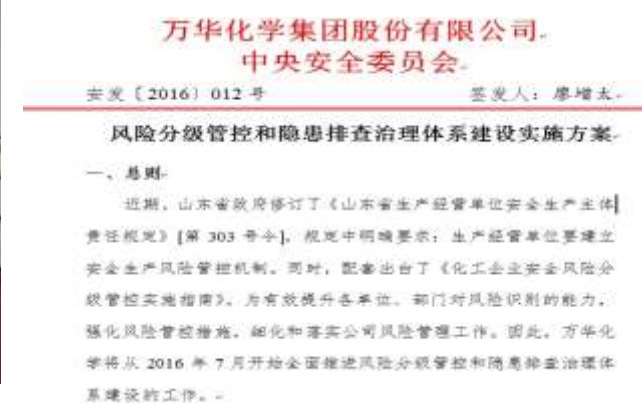 万华化学集团股份有限公司
中央安全委员会
安发〔2016〕012 号 签发人：廖增太
风险分级管控和隐患排查治理体系建设实施方案
一、总则
近期，山东省政府修订了《山东省生产经营单位安全生产主体
责任规定》[第 303 号令]，规定中明确要求：生产经营单位要建立
安全生产风险管控机制。同时，配套出台了《化工企业安全风险分
级管控实施指南》。为有效提升各单位、部门对风险识别的能力，
强化风险管控措施，细化和落实公司风险管理工作。因此，万华化
学将从 2016 年 7 月开始全面推进风险分级管控和隐患排查治理体
系建设的工作。